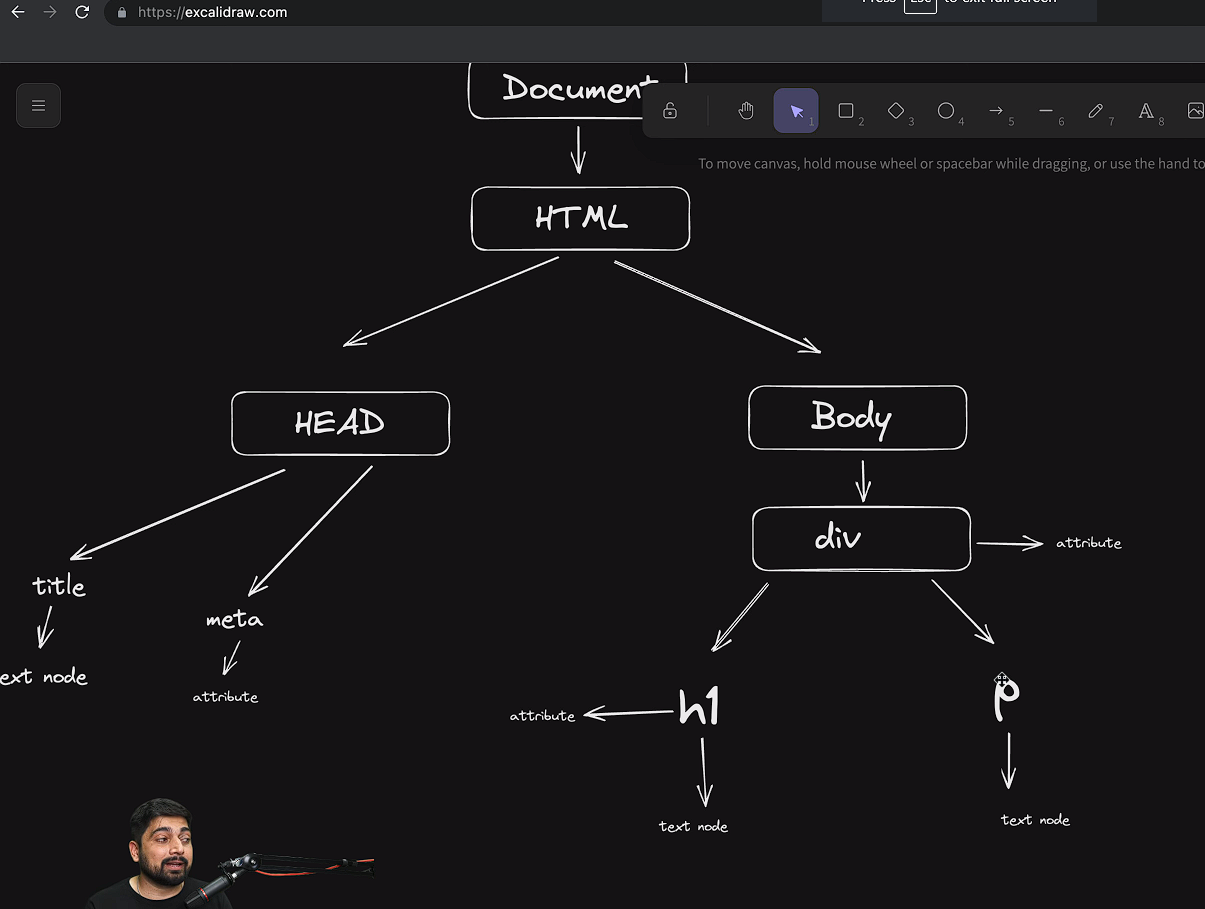 https://excalidraw.com
Press Esc to exit full screen
Document
1
2
3
4
5
6
7
8
To move canvas, hold mouse wheel or spacebar while dragging, or use the hand to
HTML
HEAD
Body
div
attribute
title
meta
ext node
attribute
h1
attribute
p
text node
text node